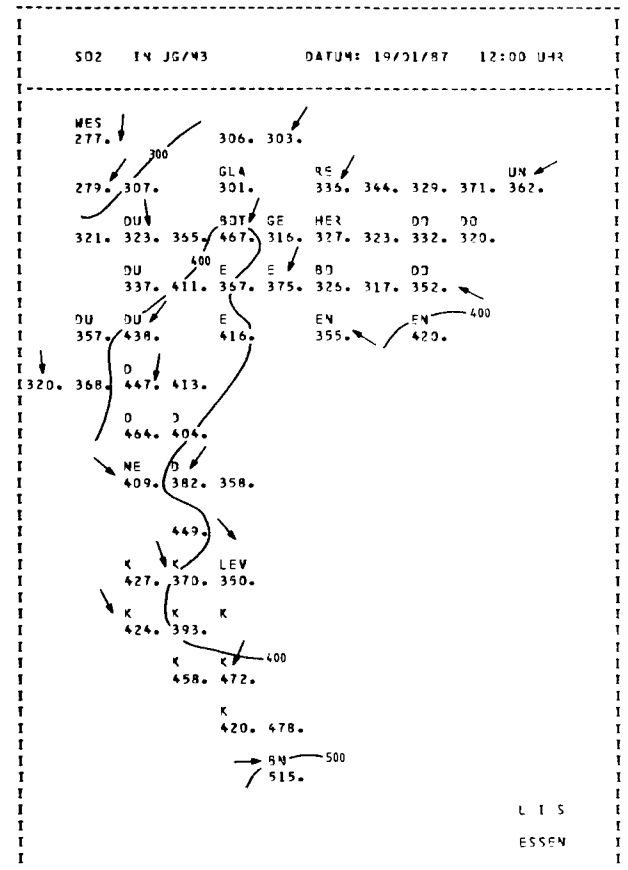 SO2 IN JG/M3 DATUM: 19/01/87 12:00 UHR
WES
277. 306. 303.
300
GLA RE UN
279. 307. 301. 336. 344. 329. 371. 362.
DU BOT GE HER DO DO
321. 323. 365. 467. 316. 327. 323. 332. 320.
400
DU E E BO DO
337. 411. 367. 375. 326. 317. 352.
400
DU DU E EN EN
357. 438. 416. 355. 420.
D
320. 368. 447. 413.
D D
464. 404.
NE D
409. 382. 358.
449.
K K LEV
427. 370. 350.
K K K
424. 393.
400
K K
458. 472.
K
420. 478.
BN 500
515.
L I S
ESSEN